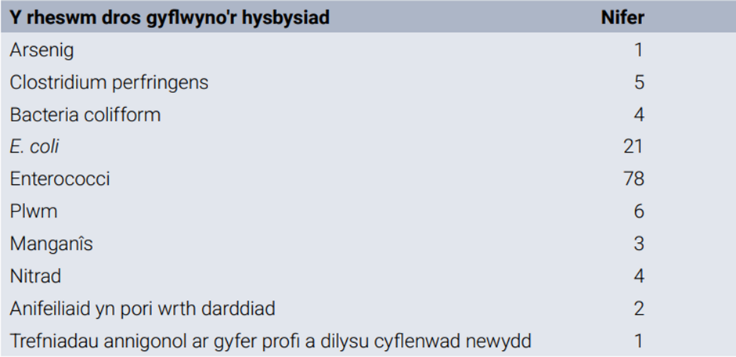 Y rheswm dros gyflwyno'r hysbysiad Nifer
Arsenig 1
Clostridium perfringens 5
Bacteria colifform 4
E. coli 21
Enterococci 78
Plwm 6
Manganîs 3
Nitrad 4
Anifeiliaid yn pori wrth darddiad 2
Trefniadau annigonol ar gyfer profi a dilysu cyflenwad newydd 1